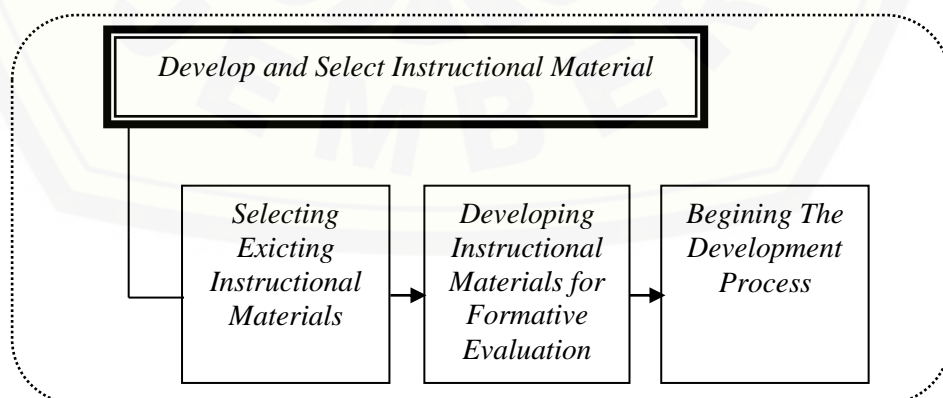 Develop and Select Instructional Material
Selecting
Exicting
Instructional
Materials
Developing
Instructional
Materials for
Formative
Evaluation
Begining The
Development
Process
EMBER